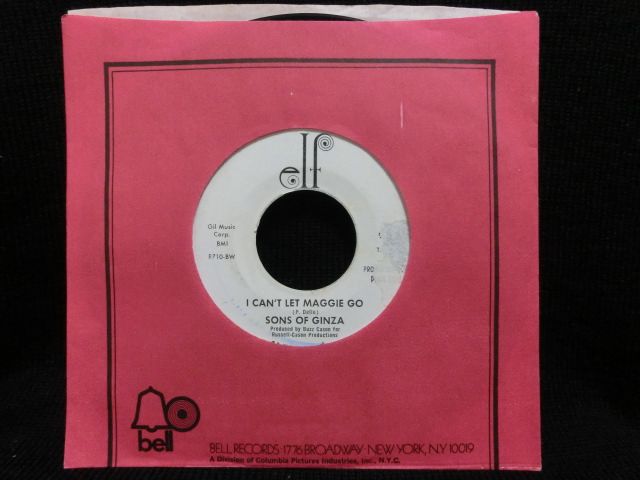 elf
Gil Music
Corp.
BMI
F710-BW
I CAN'T LET MAGGIE GO
(P. Dello)
SONS OF GINZA
Produced by Buzz Cason for
Russell-Cason Productions
bell
BELL RECORDS·1776 BROADWAY·NEW YORK, N.Y. 10019
A Division of Columbia Pictures Industries, Inc., N.Y.C.